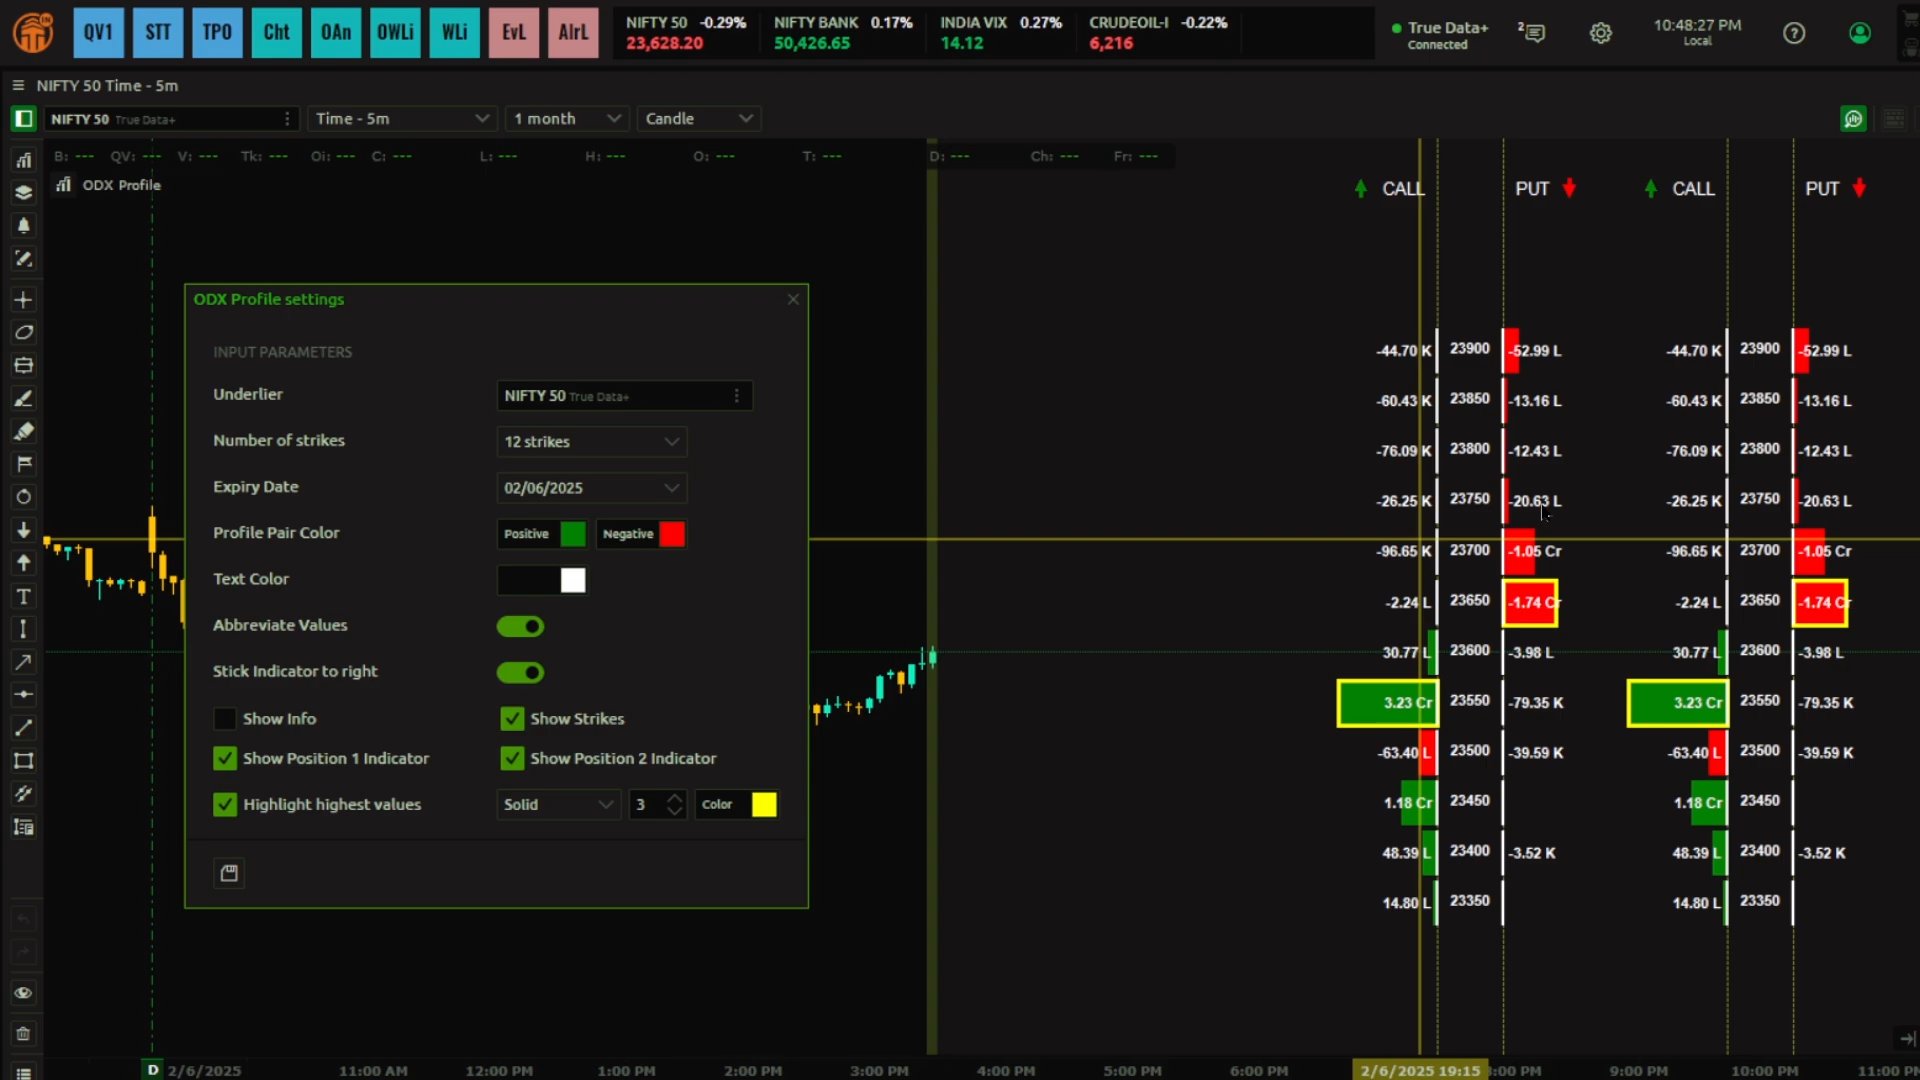 QV1 STT TPO Cht OAn OWLi WLi EvL AlrL
NIFTY 50 -0.29% NIFTY BANK 0.17% INDIA VIX 0.27% CRUDEOIL-I -0.22%
23,628.20 50,426.65 14.12 6,216
True Data+
Connected
2
10:48:27 PM
Local
NIFTY 50 Time - 5m
NIFTY 50 True Data+ Time - 5m 1 month Candle
B: --- QV: --- V: --- Tk: --- Oi: --- C: --- L: --- H: --- O: --- T: --- D: --- Ch: --- Fr: ---
ODX Profile
CALL PUT CALL PUT
ODX Profile settings
INPUT PARAMETERS
Underlier NIFTY 50 True Data+
Number of strikes 12 strikes
Expiry Date 02/06/2025
Profile Pair Color Positive Negative
Text Color
Abbreviate Values
Stick Indicator to right
Show Info Show Strikes
Show Position 1 Indicator Show Position 2 Indicator
Highlight highest values Solid 3 Color
-44.70 K 23900 -52.99 L -44.70 K 23900 -52.99 L
-60.43 K 23850 -13.16 L -60.43 K 23850 -13.16 L
-76.09 K 23800 -12.43 L -76.09 K 23800 -12.43 L
-26.25 K 23750 -20.63 L -26.25 K 23750 -20.63 L
-96.65 K 23700 -1.05 Cr -96.65 K 23700 -1.05 Cr
-2.24 L 23650 -1.74 Cr -2.24 L 23650 -1.74 Cr
30.77 L 23600 -3.98 L 30.77 L 23600 -3.98 L
3.23 Cr 23550 -79.35 K 3.23 Cr 23550 -79.35 K
-63.40 L 23500 -39.59 K -63.40 L 23500 -39.59 K
1.18 Cr 23450 1.18 Cr 23450
48.39 L 23400 -3.52 K 48.39 L 23400 -3.52 K
14.80 L 23350 14.80 L 23350
D 2/6/2025 11:00 AM 12:00 PM 1:00 PM 2:00 PM 3:00 PM 4:00 PM 5:00 PM 6:00 PM 2/6/2025 19:15 8:00 PM 9:00 PM 10:00 PM 11:00 PM